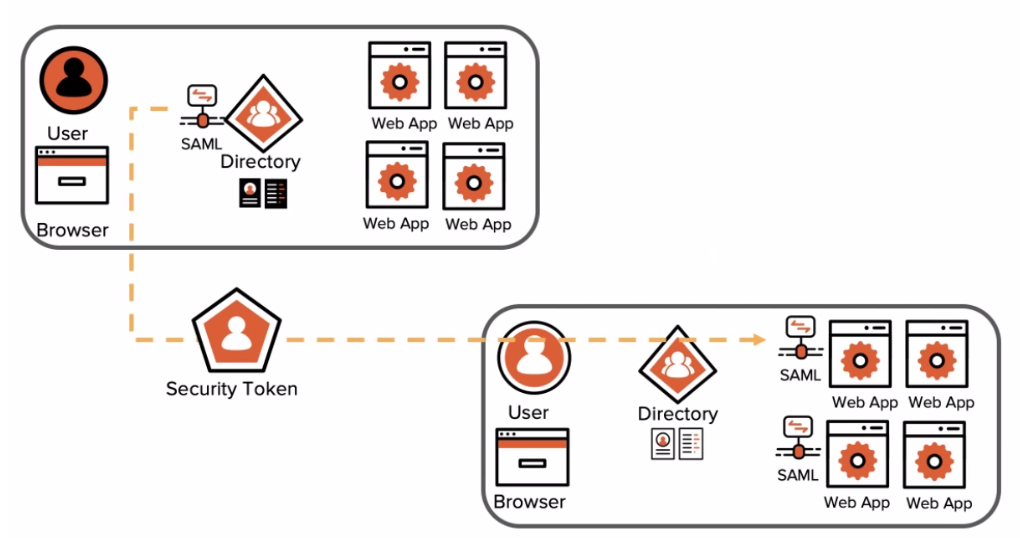 User
SAML
Directory
Browser
Web App
Web App
Web App
Web App
Security Token
User
Directory
Browser
SAML
Web App
Web App
SAML
Web App
Web App